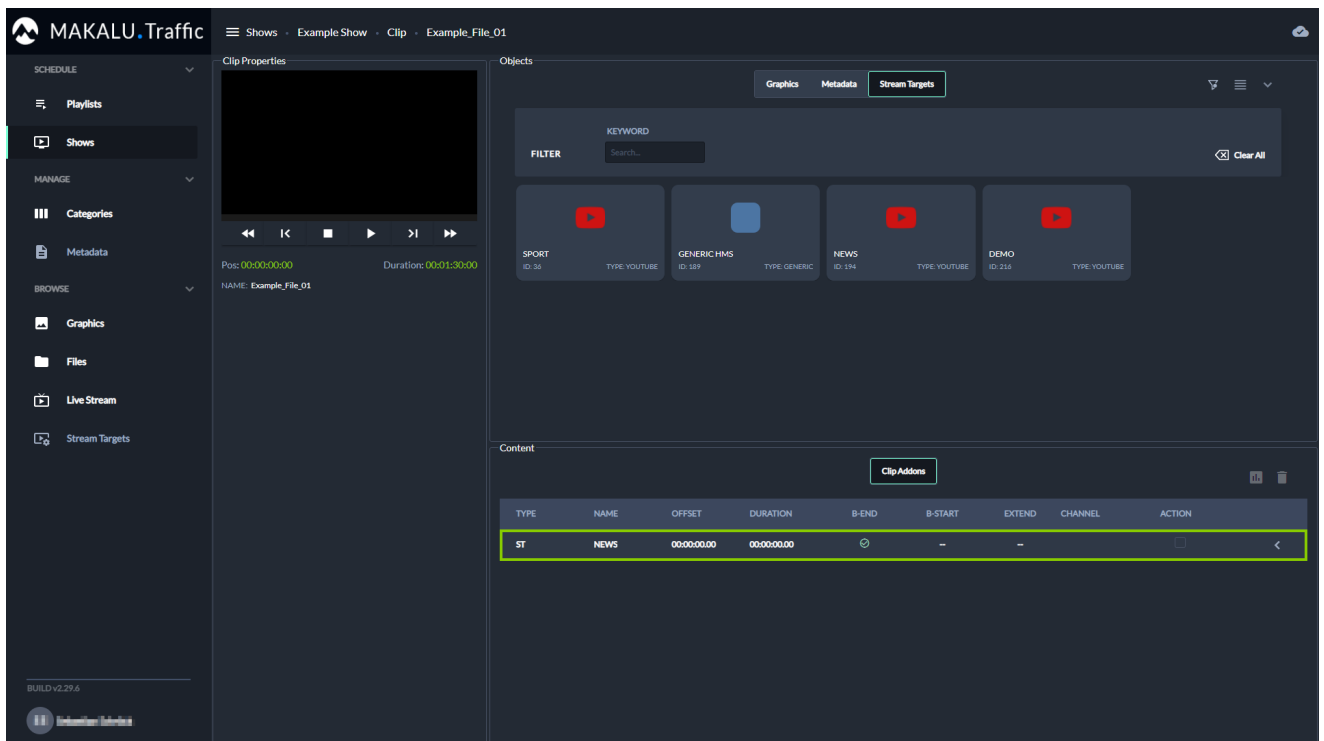 MAKALU.Traffic
Shows - Example Show - Clip - Example_File_01
SCHEDULE
Playlists
Shows
MANAGE
Categories
Metadata
BROWSE
Graphics
Files
Live Stream
Stream Targets
BUILD v2.29.6
Clip Properties
Pos: 00:00:00:00 Duration: 00:01:30:00
NAME: Example_File_01
Objects
Graphics Metadata Stream Targets
KEYWORD
FILTER Search... Clear All
SPORT
ID: 36 TYPE: YOUTUBE
GENERIC HMS
ID: 189 TYPE: GENERIC
NEWS
ID: 194 TYPE: YOUTUBE
DEMO
ID: 216 TYPE: YOUTUBE
Content
Clip Addons
TYPE NAME OFFSET DURATION B-END B-START EXTEND CHANNEL ACTION
ST NEWS 00:00:00.00 00:00:00.00 -- --